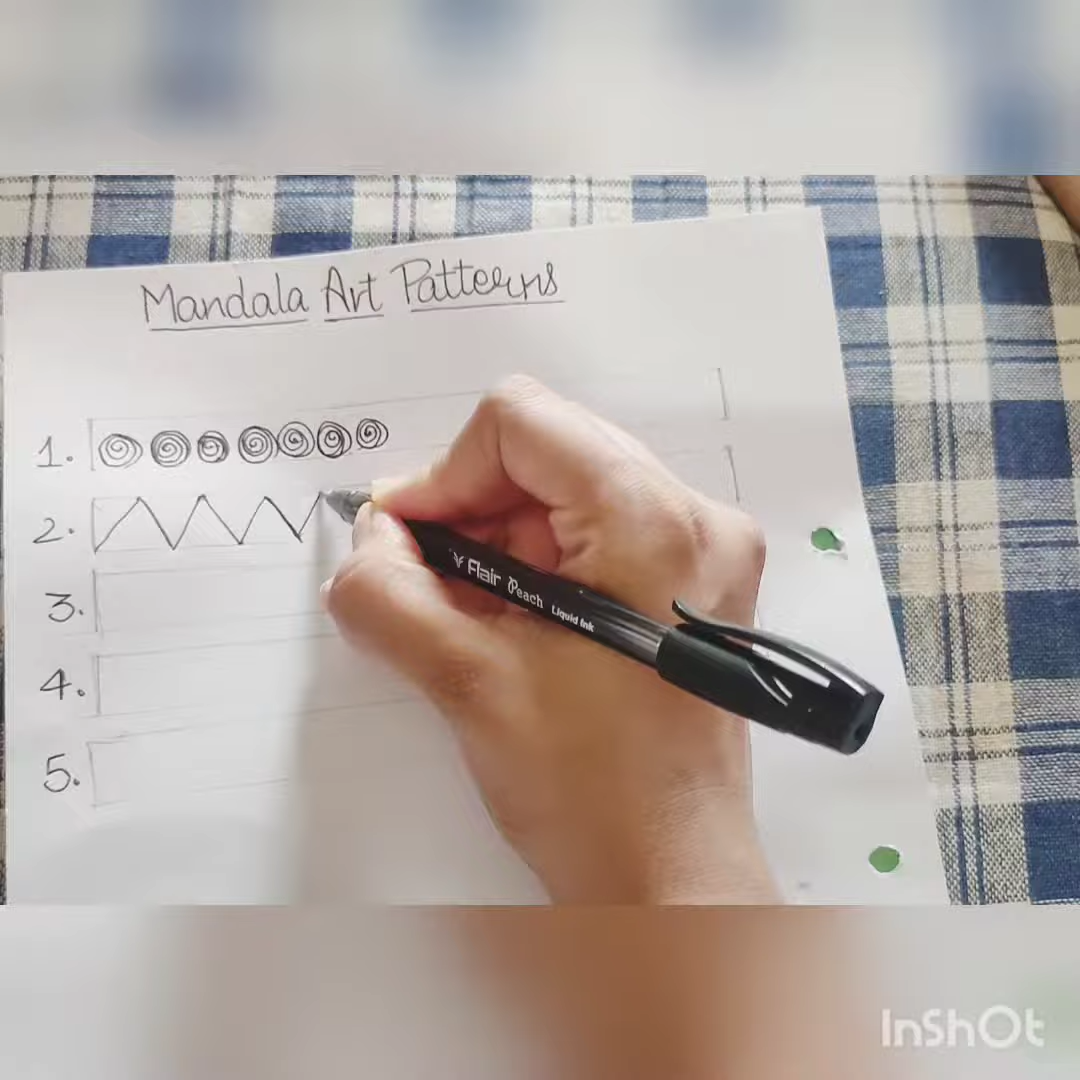 Mandala Art Patterns
1.
2.
3.
4.
5.
Flair Peach Liquid Ink
InShOt